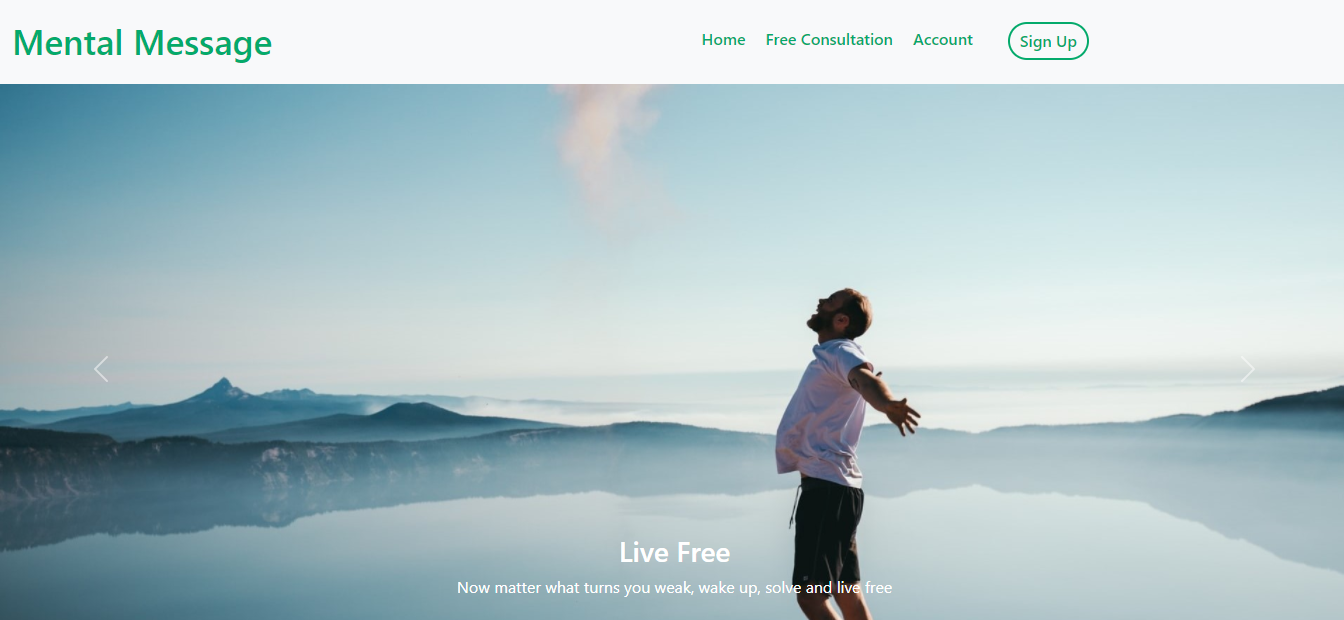 Mental Message
Home Free Consultation Account Sign Up
Live Free
Now matter what turns you weak, wake up, solve and live free